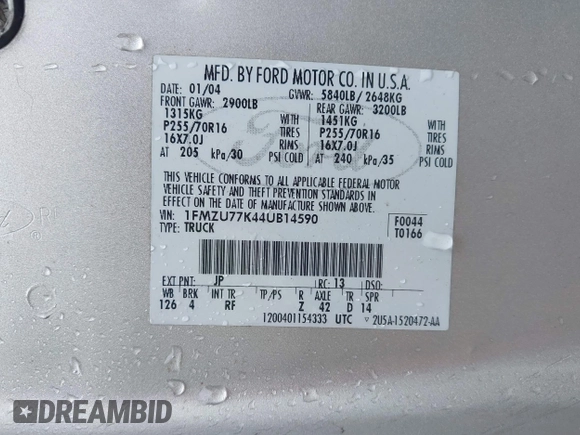 MFD. BY FORD MOTOR CO. IN U.S.A.
DATE: 01/04 GVWR: 5840LB/ 2648KG
FRONT GAWR: 2900LB REAR GAWR: 3200LB
1315KG WITH 1451KG WITH
P255/70R16 TIRES P255/70R16 TIRES
16X7.0J RIMS 16X7.0J RIMS
AT 205 kPa/30 PSI COLD AT 240 kPa/35 PSI COLD
THIS VEHICLE CONFORMS TO ALL APPLICABLE FEDERAL MOTOR
VEHICLE SAFETY AND THEFT PREVENTION STANDARDS IN
EFFECT ON THE DATE OF MANUFACTURE SHOWN ABOVE.
VIN: 1FMZU77K44UB14590 F0044
TYPE: TRUCK T0166
EXT PNT: JP RC: 13 DSO:
WB BRK INT TR TP/PS R AXLE TR SPR
126 4 RF Z 42 D 14
1200401154333 UTC 2U5A-1520472-AA
Ford
DREAMBID